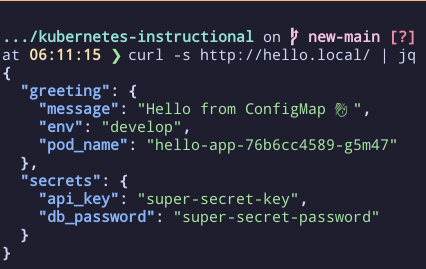 .../kubernetes-instructional on  new-main [?]
at 06:11:15 ❯ curl -s http://hello.local/ | jq
{
  "greeting": {
    "message": "Hello from ConfigMap 👋",
    "env": "develop",
    "pod_name": "hello-app-76b6cc4589-g5m47"
  },
  "secrets": {
    "api_key": "super-secret-key",
    "db_password": "super-secret-password"
  }
}